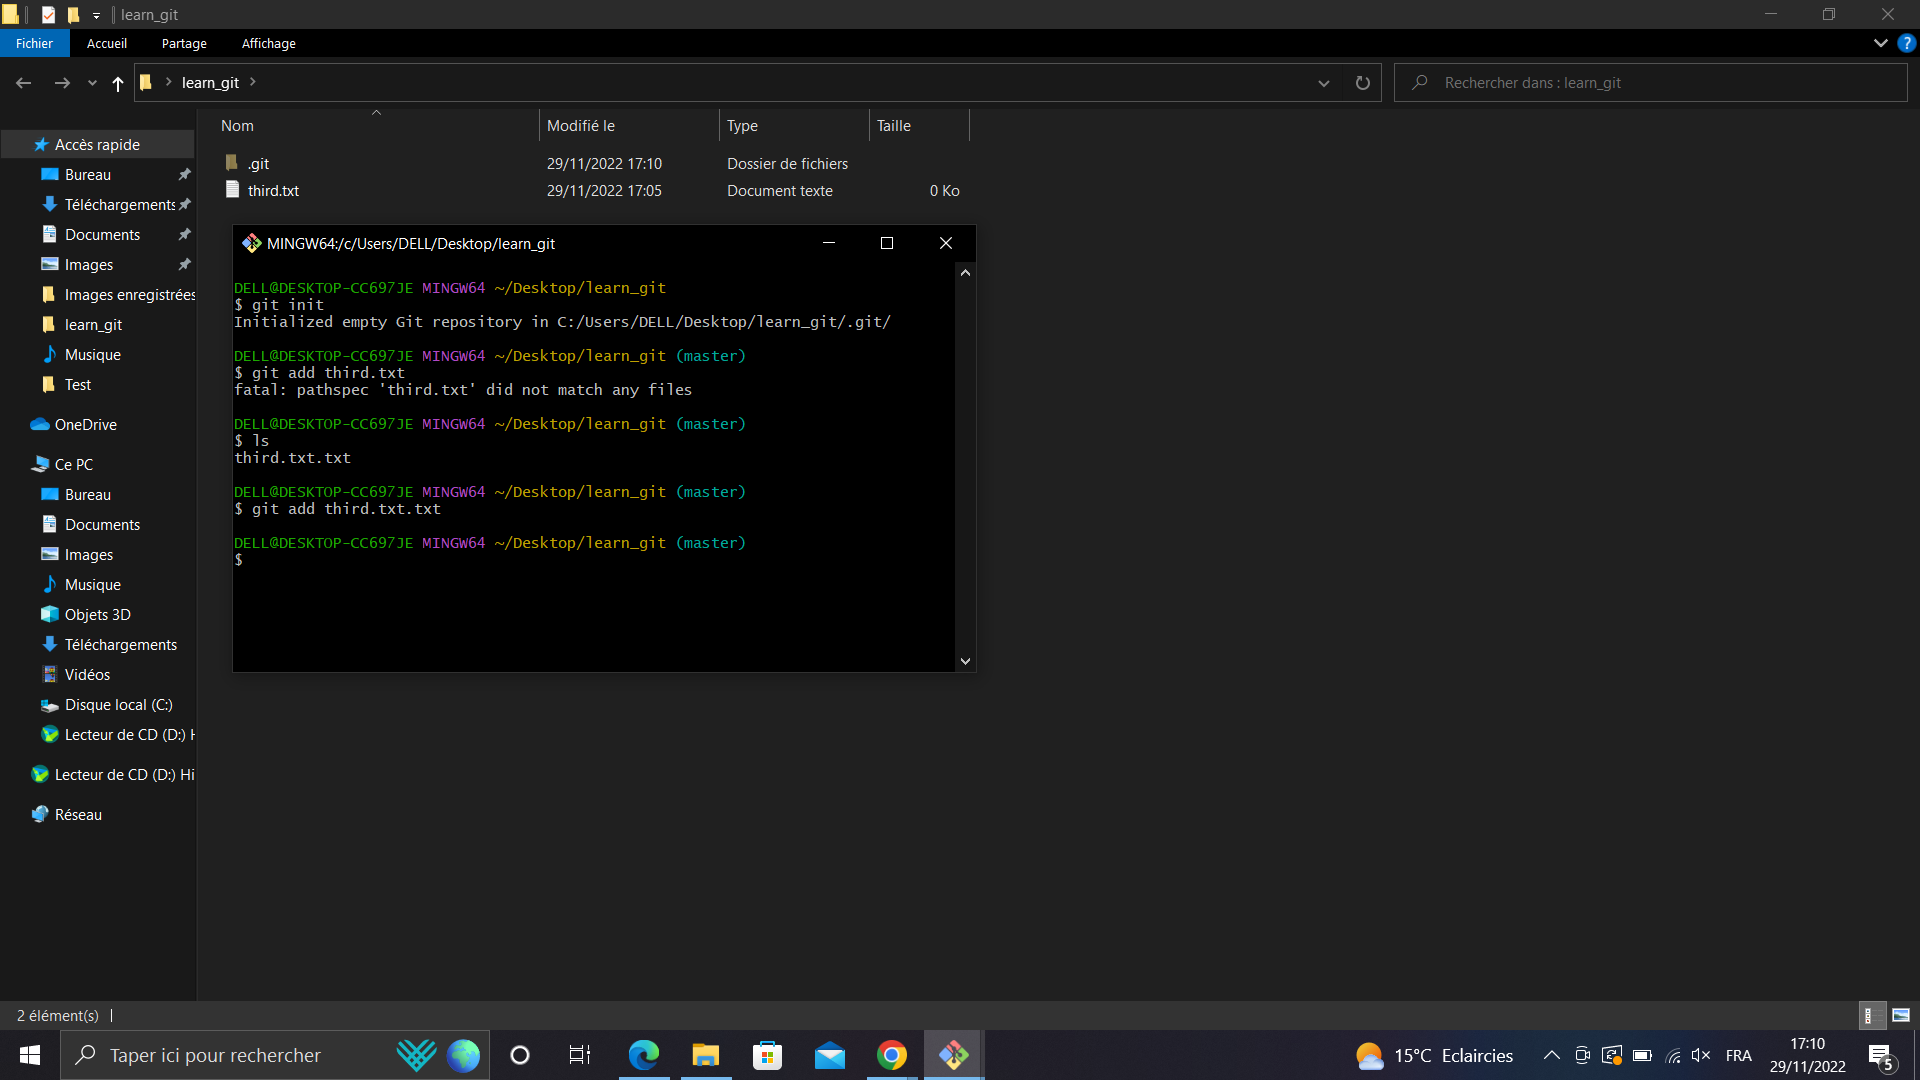 learn_git
Fichier Accueil Partage Affichage
learn_git
Rechercher dans : learn_git
Nom Modifié le Type Taille
.git 29/11/2022 17:10 Dossier de fichiers
third.txt 29/11/2022 17:05 Document texte 0 Ko
Accès rapide
Bureau
Téléchargements
Documents
Images
Images enregistrées
learn_git
Musique
Test
OneDrive
Ce PC
Bureau
Documents
Images
Musique
Objets 3D
Téléchargements
Vidéos
Disque local (C:)
Lecteur de CD (D:) H
Lecteur de CD (D:) Hi
Réseau
MINGW64:/c/Users/DELL/Desktop/learn_git
DELL@DESKTOP-CC697JE MINGW64 ~/Desktop/learn_git
$ git init
Initialized empty Git repository in C:/Users/DELL/Desktop/learn_git/.git/
DELL@DESKTOP-CC697JE MINGW64 ~/Desktop/learn_git (master)
$ git add third.txt
fatal: pathspec 'third.txt' did not match any files
DELL@DESKTOP-CC697JE MINGW64 ~/Desktop/learn_git (master)
$ ls
third.txt.txt
DELL@DESKTOP-CC697JE MINGW64 ~/Desktop/learn_git (master)
$ git add third.txt.txt
DELL@DESKTOP-CC697JE MINGW64 ~/Desktop/learn_git (master)
$
2 élément(s)
Taper ici pour rechercher
15°C Eclaircies
FRA
17:10
29/11/2022
5